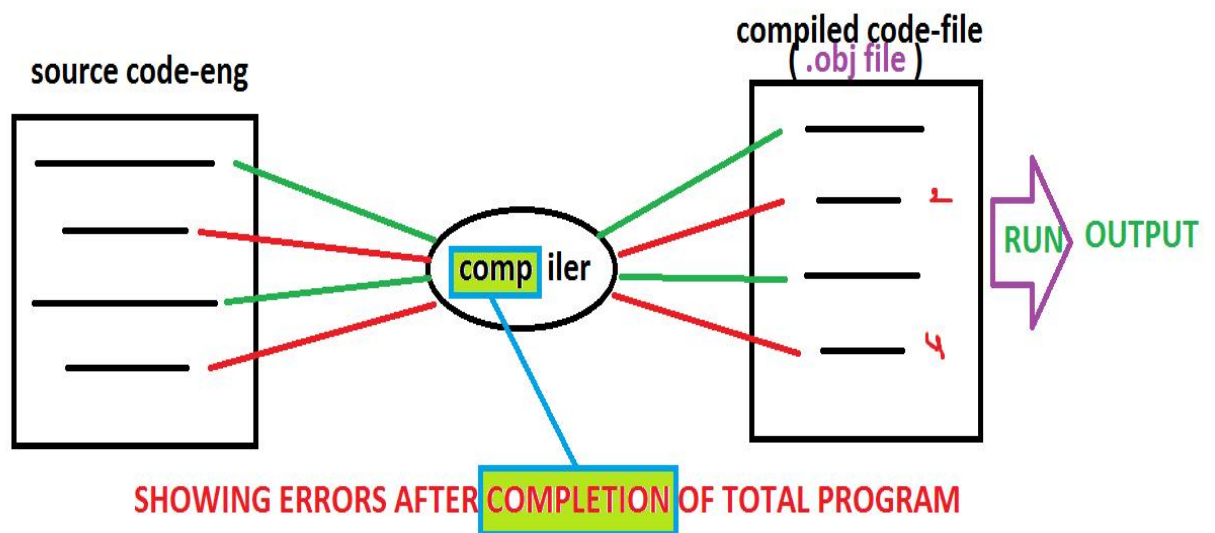 source code-eng
compiled code-file
( .obj file )
comp iler
RUN
OUTPUT
SHOWING ERRORS AFTER COMPLETION OF TOTAL PROGRAM